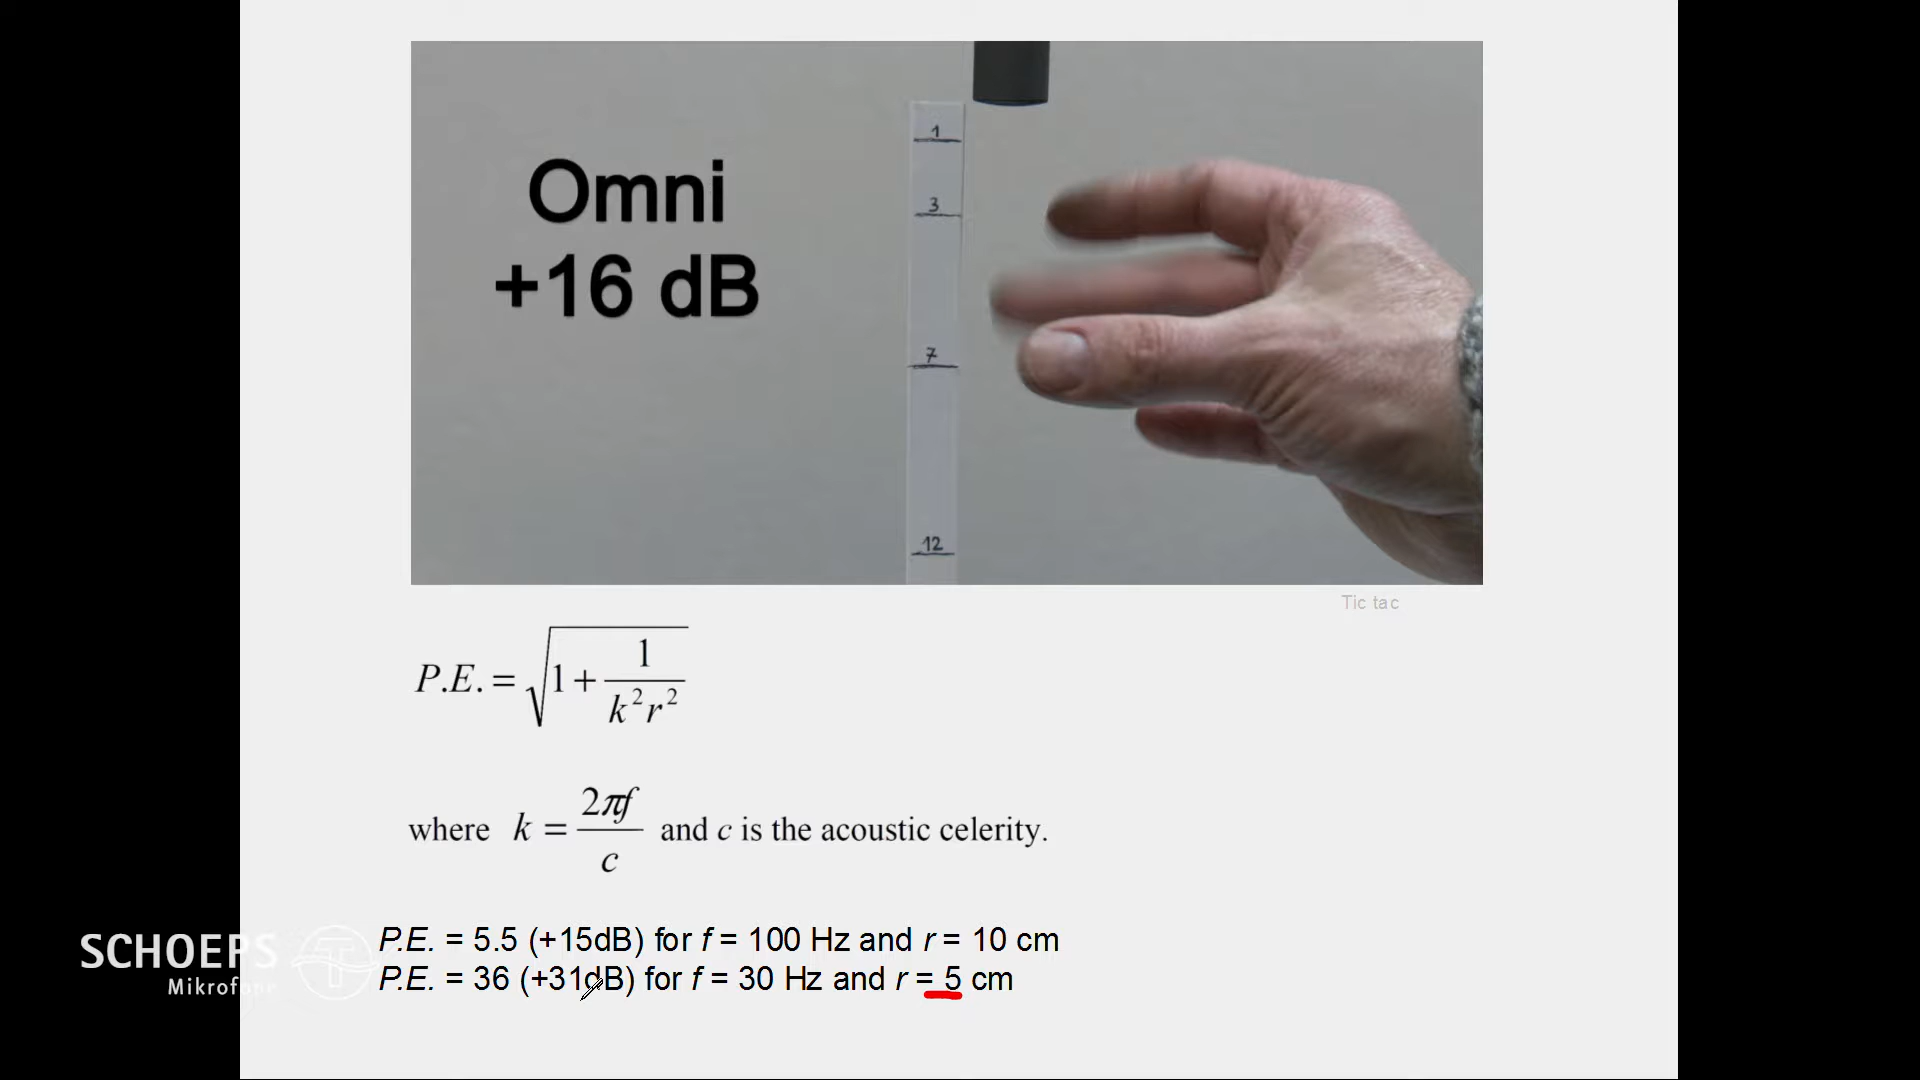 1
Omni
3
+16 dB
7
12
Tic tac
P.E. = √(1 + 1/(k²r²))
where k = 2πf/c and c is the acoustic celerity.
SCHOEPS
Mikrofone
P.E. = 5.5 (+15dB) for f = 100 Hz and r = 10 cm
P.E. = 36 (+31dB) for f = 30 Hz and r = 5 cm